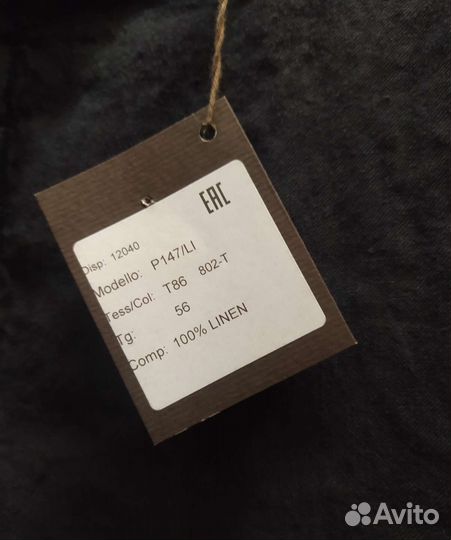 EAC
Disp: 12040
Modello: P147/LI
Tess/Col: T86 802-T
Tg: 56
Comp: 100% LINEN
Avito